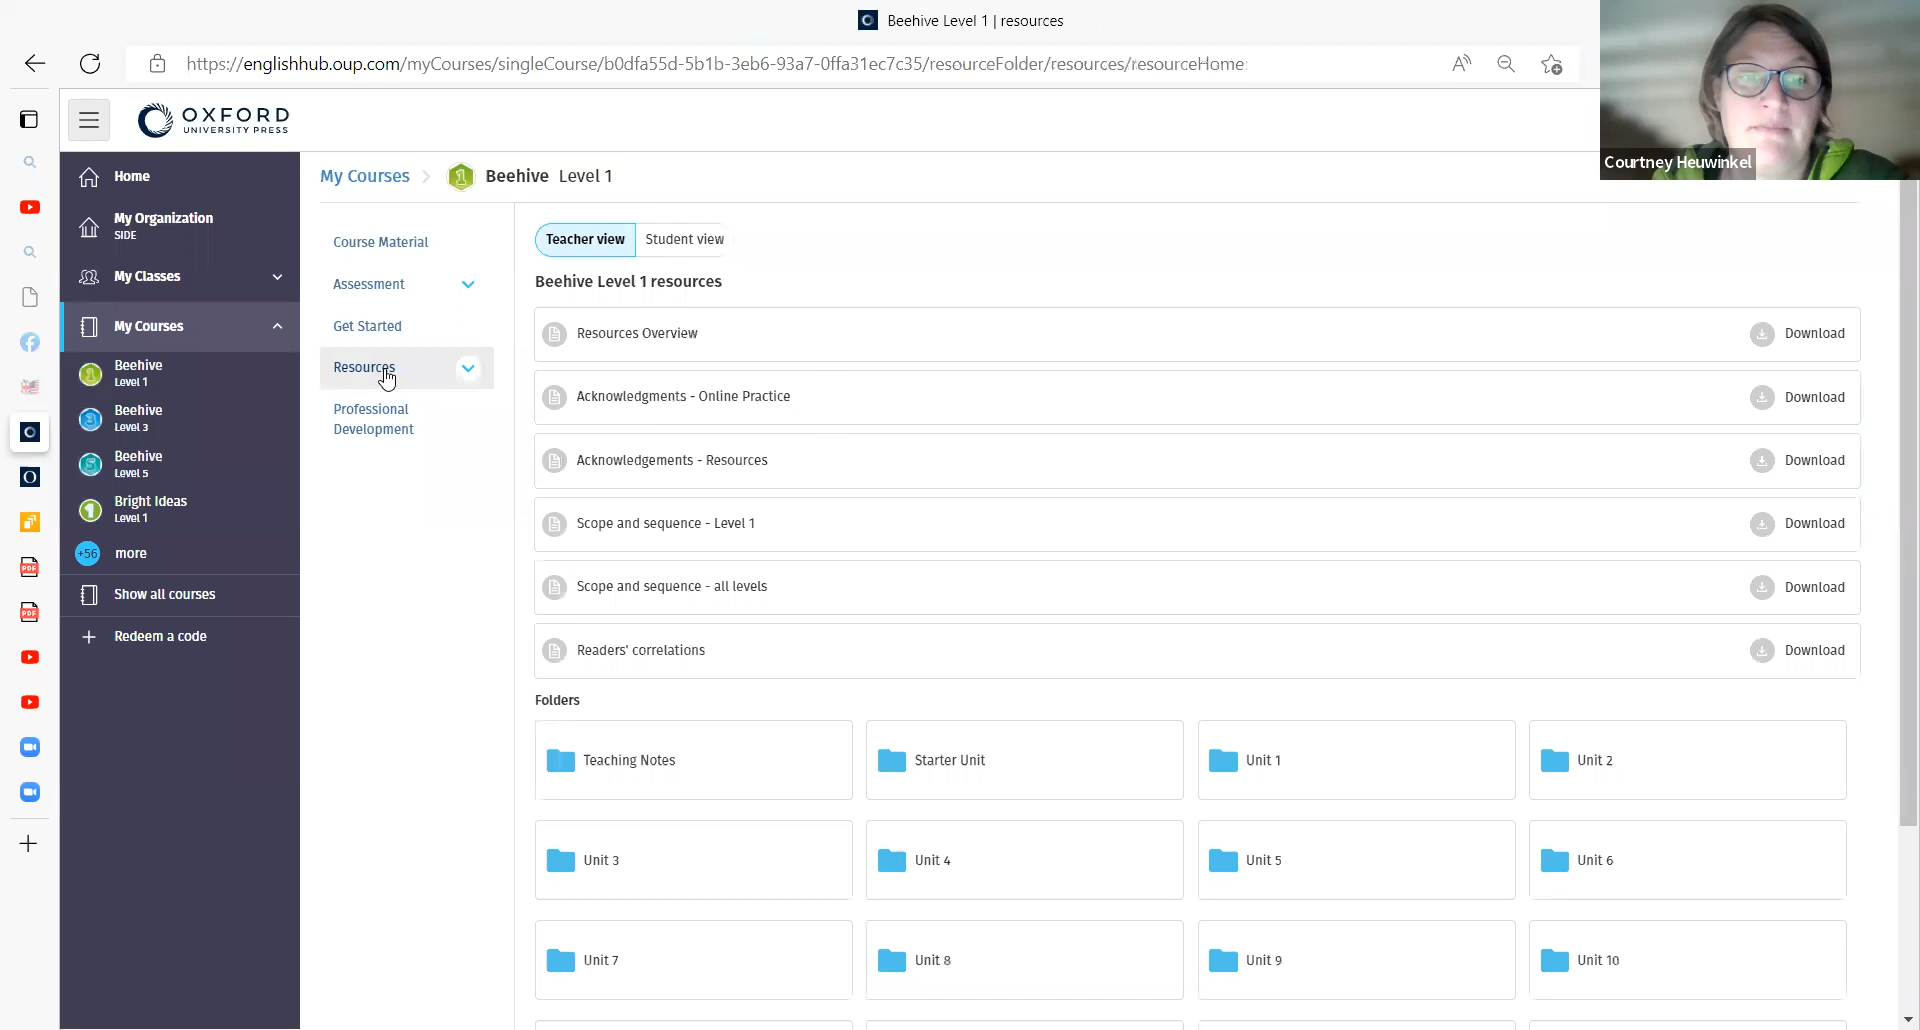 Beehive Level 1 | resources
https://englishhub.oup.com/myCourses/singleCourse/b0dfa55d-5b1b-3eb6-93a7-0ffa31ec7c35/resourceFolder/resources/resourceHome
Courtney Heuwinkel
OXFORD
UNIVERSITY PRESS
Home
My Organization
SIDE
My Classes
My Courses
Beehive
Level 1
Beehive
Level 3
Beehive
Level 5
Bright Ideas
Level 1
+56 more
Show all courses
Redeem a code
My Courses > 1 Beehive Level 1
Course Material
Assessment
Get Started
Resources
Professional
Development
Teacher view Student view
Beehive Level 1 resources
Resources Overview Download
Acknowledgments - Online Practice Download
Acknowledgements - Resources Download
Scope and sequence - Level 1 Download
Scope and sequence - all levels Download
Readers' correlations Download
Folders
Teaching Notes Starter Unit Unit 1 Unit 2
Unit 3 Unit 4 Unit 5 Unit 6
Unit 7 Unit 8 Unit 9 Unit 10